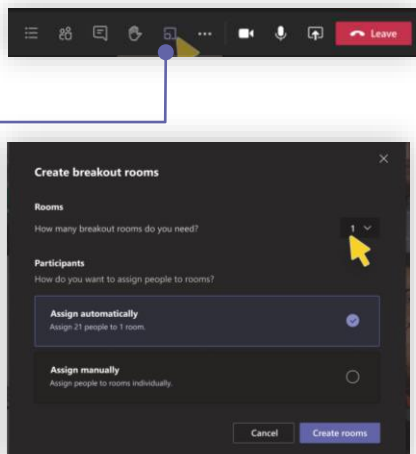 Leave
Create breakout rooms
Rooms
How many breakout rooms do you need?
1
Participants
How do you want to assign people to rooms?
Assign automatically
Assign 21 people to 1 room.
Assign manually
Assign people to rooms individually.
Cancel
Create rooms